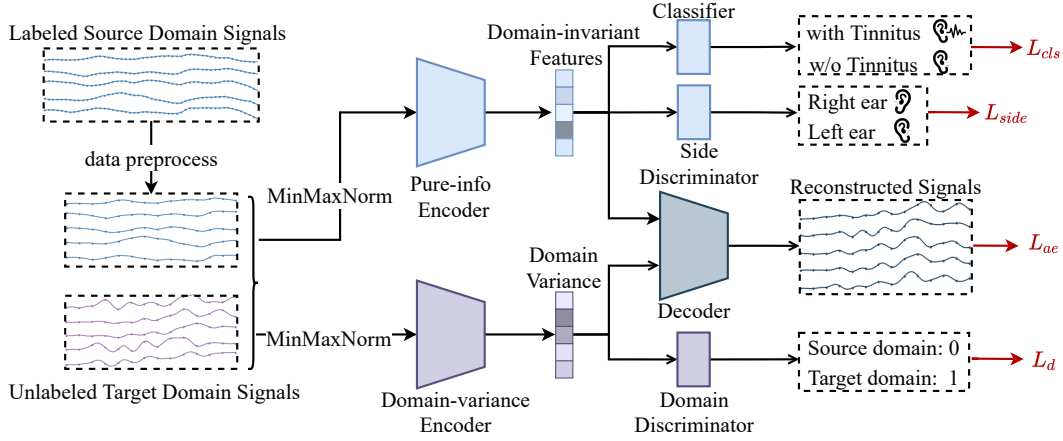 Labeled Source Domain Signals
data preprocess
Unlabeled Target Domain Signals
MinMaxNorm
MinMaxNorm
Pure-info
Encoder
Domain-variance
Encoder
Domain-invariant
Features
Domain
Variance
Classifier
Side
Discriminator
Decoder
Domain
Discriminator
with Tinnitus
w/o Tinnitus
Right ear
Left ear
Reconstructed Signals
Source domain: 0
Target domain: 1
L_cls
L_side
L_ae
L_d